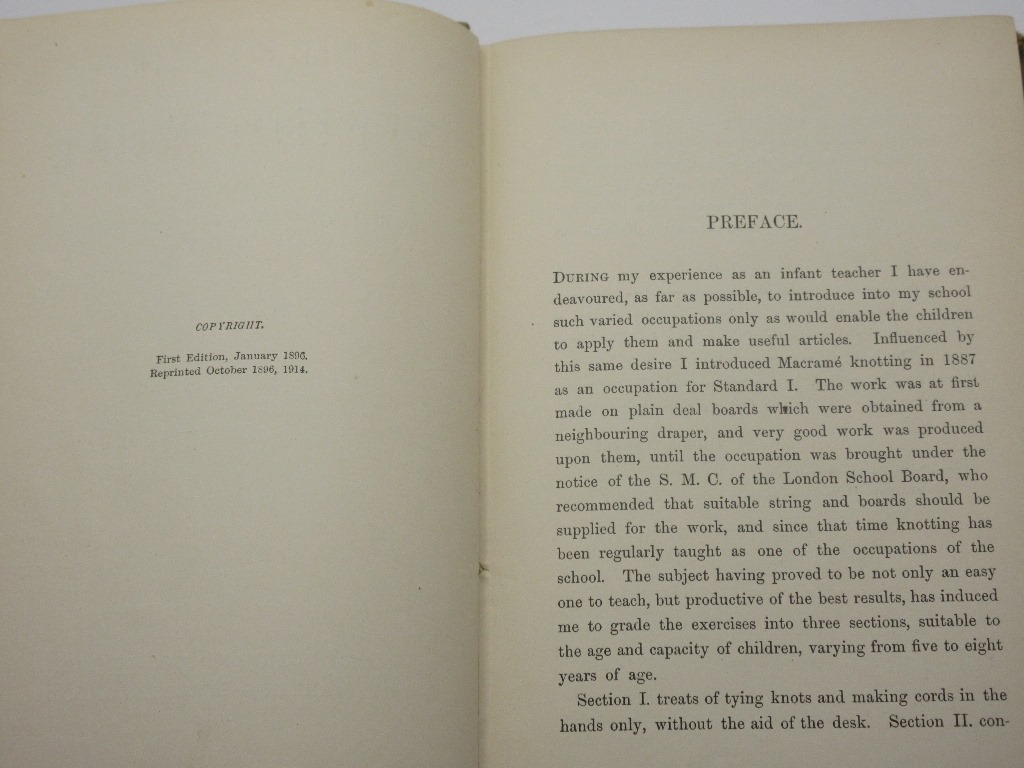 COPYRIGHT.
First Edition, January 1896.
Reprinted October 1896, 1914.
PREFACE.
During my experience as an infant teacher I have en-
deavoured, as far as possible, to introduce into my school
such varied occupations only as would enable the children
to apply them and make useful articles. Influenced by
this same desire I introduced Macramé knotting in 1887
as an occupation for Standard I. The work was at first
made on plain deal boards which were obtained from a
neighbouring draper, and very good work was produced
upon them, until the occupation was brought under the
notice of the S. M. C. of the London School Board, who
recommended that suitable string and boards should be
supplied for the work, and since that time knotting has
been regularly taught as one of the occupations of the
school. The subject having proved to be not only an easy
one to teach, but productive of the best results, has induced
me to grade the exercises into three sections, suitable to
the age and capacity of children, varying from five to eight
years of age.
Section I. treats of tying knots and making cords in the
hands only, without the aid of the desk. Section II. con-